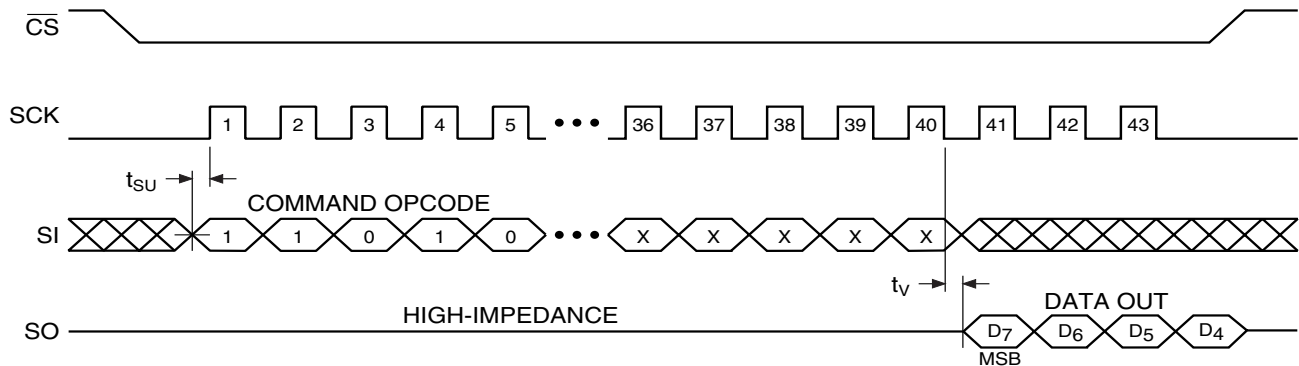 CS
SCK
1 2 3 4 5 ••• 36 37 38 39 40 41 42 43
tSU
COMMAND OPCODE
SI
1 1 0 1 0 ••• X X X X X
tV
HIGH-IMPEDANCE
DATA OUT
SO
D7 D6 D5 D4
MSB